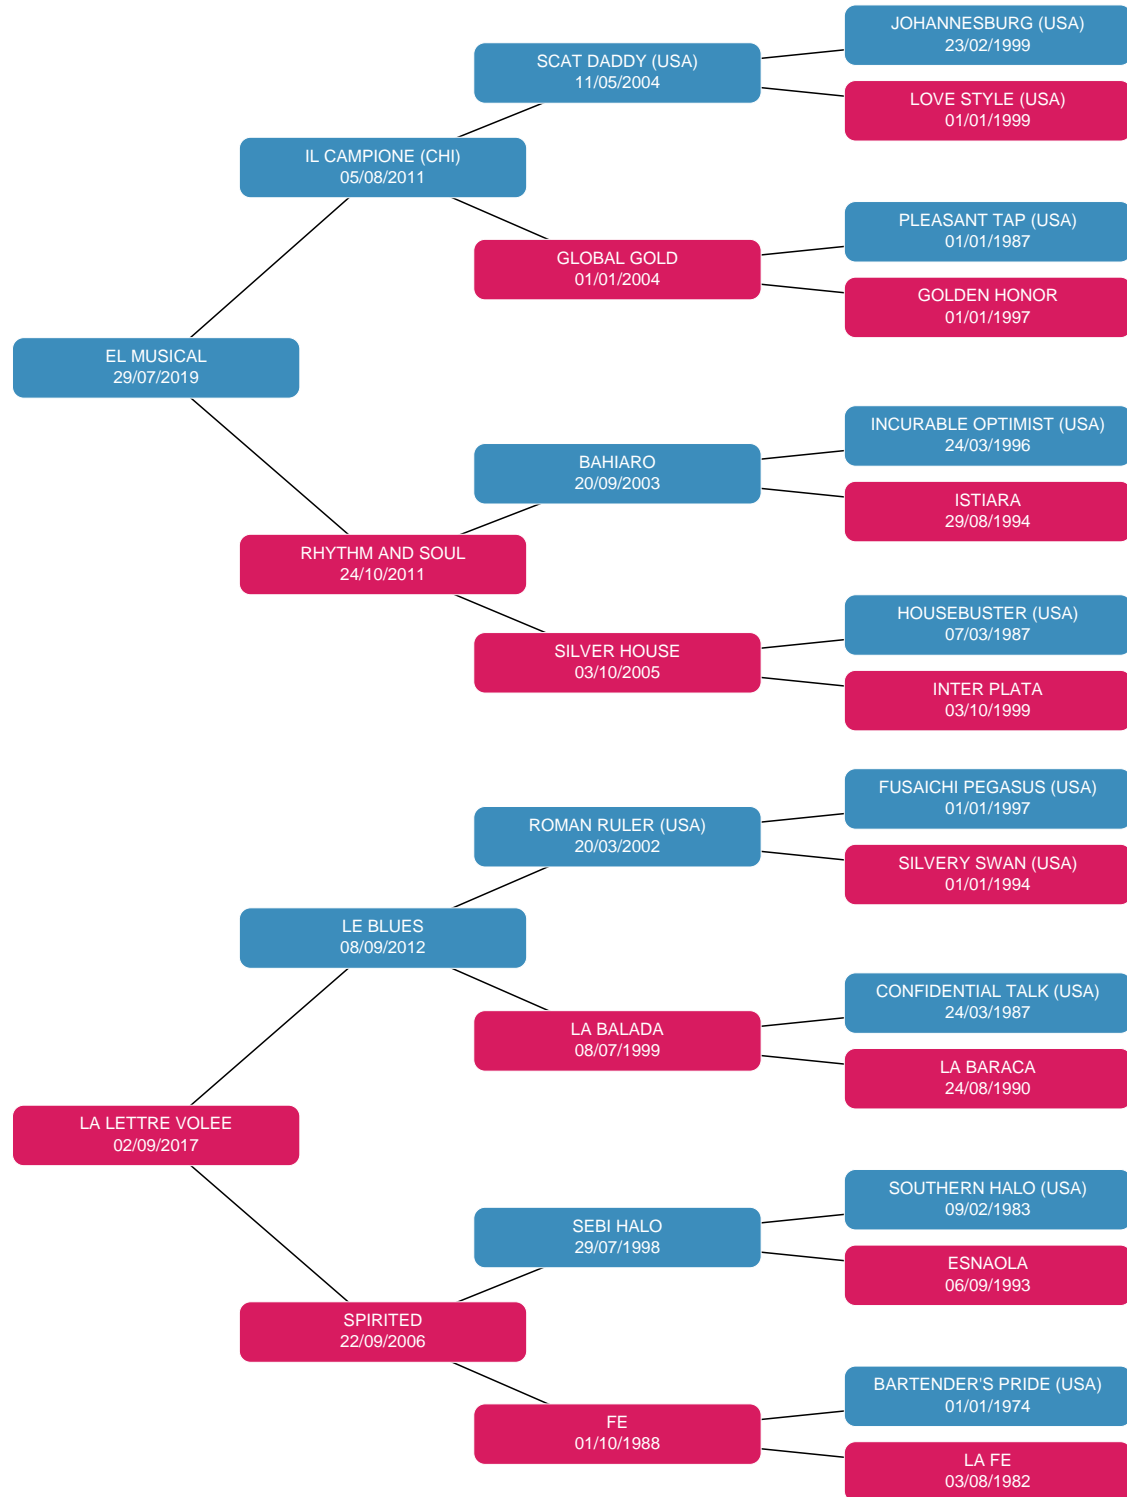 JOHANNESBURG (USA)
23/02/1999
SCAT DADDY (USA)
11/05/2004
LOVE STYLE (USA)
01/01/1999
IL CAMPIONE (CHI)
05/08/2011
PLEASANT TAP (USA)
01/01/1987
GLOBAL GOLD
01/01/2004
GOLDEN HONOR
01/01/1997
EL MUSICAL
29/07/2019
INCURABLE OPTIMIST (USA)
24/03/1996
BAHIARO
20/09/2003
ISTIARA
29/08/1994
RHYTHM AND SOUL
24/10/2011
HOUSEBUSTER (USA)
07/03/1987
SILVER HOUSE
03/10/2005
INTER PLATA
03/10/1999
FUSAICHI PEGASUS (USA)
01/01/1997
ROMAN RULER (USA)
20/03/2002
SILVERY SWAN (USA)
01/01/1994
LE BLUES
08/09/2012
CONFIDENTIAL TALK (USA)
24/03/1987
LA BALADA
08/07/1999
LA BARACA
24/08/1990
LA LETTRE VOLEE
02/09/2017
SOUTHERN HALO (USA)
09/02/1983
SEBI HALO
29/07/1998
ESNAOLA
06/09/1993
SPIRITED
22/09/2006
BARTENDER'S PRIDE (USA)
01/01/1974
FE
01/10/1988
LA FE
03/08/1982